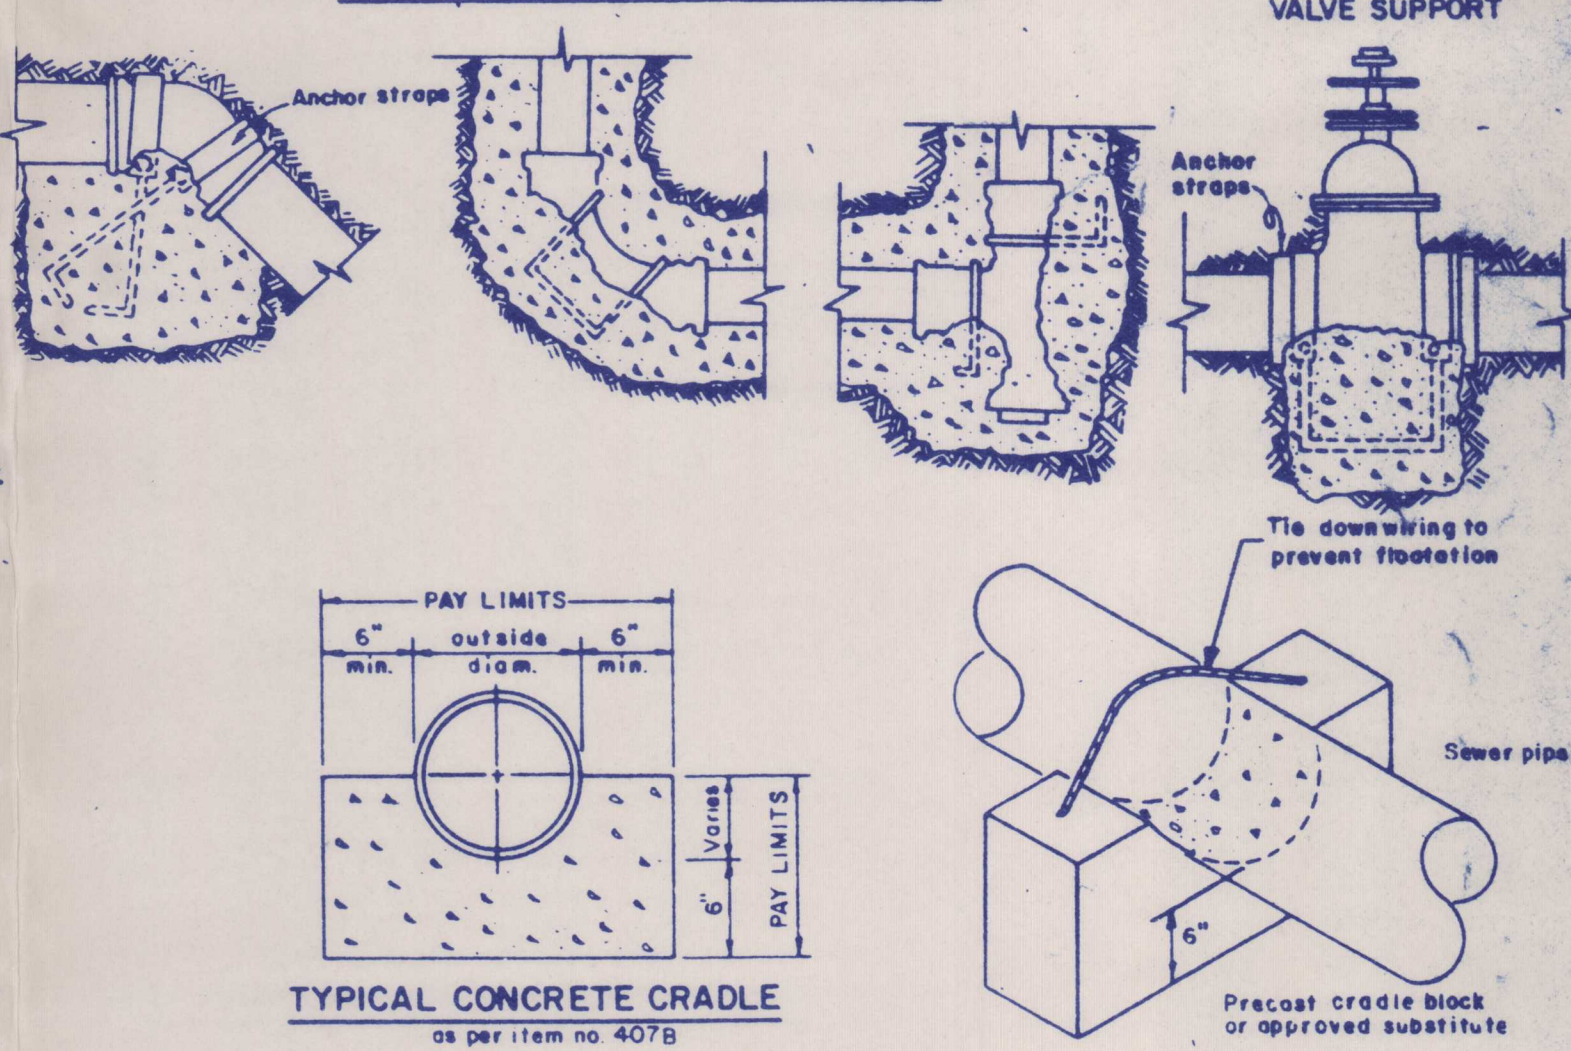 VALVE SUPPORT
Anchor straps
Anchor
straps
Tie down wiring to
prevent floatation
PAY LIMITS
6" outside 6"
min. diam. min.
Varies
6"
PAY LIMITS
Sewer pipe
6"
TYPICAL CONCRETE CRADLE
as per item no. 407B
Precast cradle block
or approved substitute